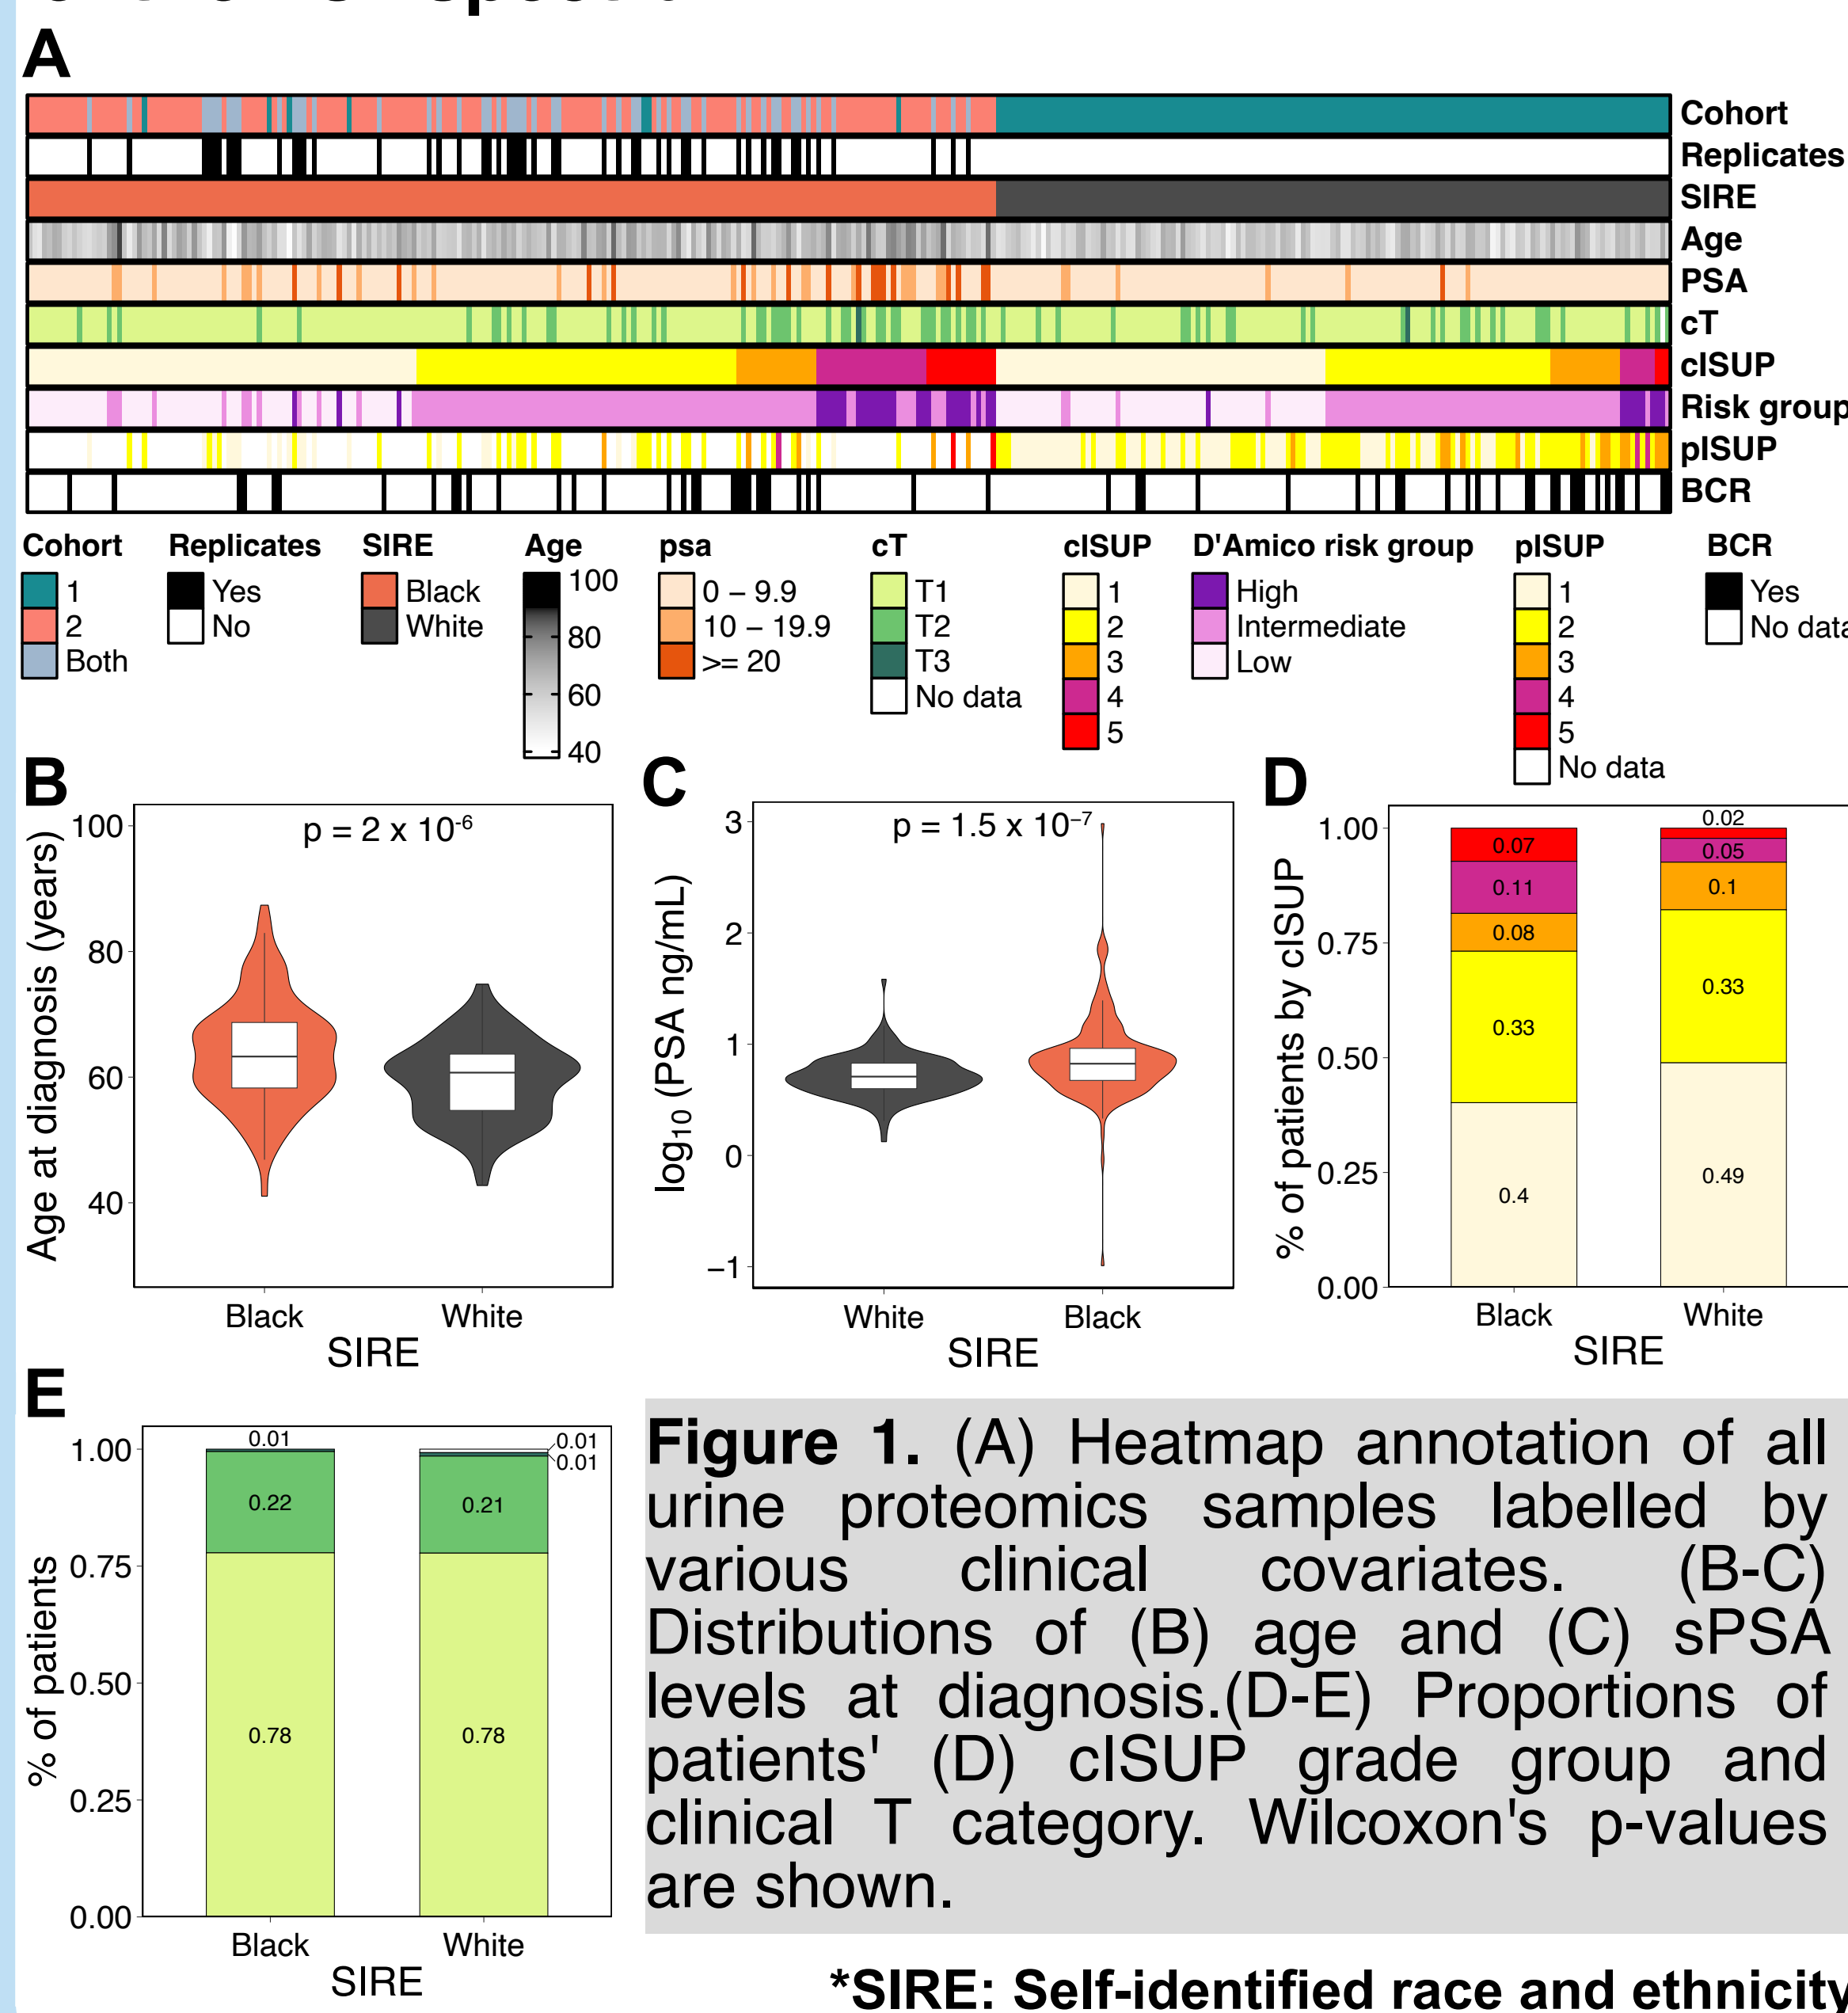 A
Cohort
Replicates
SIRE
Age
PSA
cT
cISUP
Risk group
pISUP
BCR
Cohort
1
2
Both
Replicates
Yes
No
SIRE
Black
White
Age
100
80
60
40
psa
0 – 9.9
10 – 19.9
>= 20
cT
T1
T2
T3
No data
cISUP
1
2
3
4
5
D'Amico risk group
High
Intermediate
Low
pISUP
1
2
3
4
5
No data
BCR
Yes
No data
B
Age at diagnosis (years)
100
80
60
40
p = 2 x 10⁻⁶
Black
White
SIRE
C
log₁₀ (PSA ng/mL)
3
2
1
0
−1
p = 1.5 x 10⁻⁷
White
Black
SIRE
D
% of patients by cISUP
1.00
0.75
0.50
0.25
0.00
0.07
0.11
0.08
0.33
0.4
0.02
0.05
0.1
0.33
0.49
Black
White
SIRE
E
% of patients
1.00
0.75
0.50
0.25
0.00
0.01
0.22
0.78
0.01
0.01
0.21
0.78
Black
White
SIRE
Figure 1. (A) Heatmap annotation of all
urine proteomics samples labelled by
various clinical covariates. (B-C)
Distributions of (B) age and (C) sPSA
levels at diagnosis.(D-E) Proportions of
patients' (D) cISUP grade group and
clinical T category. Wilcoxon's p-values
are shown.
*SIRE: Self-identified race and ethnicity